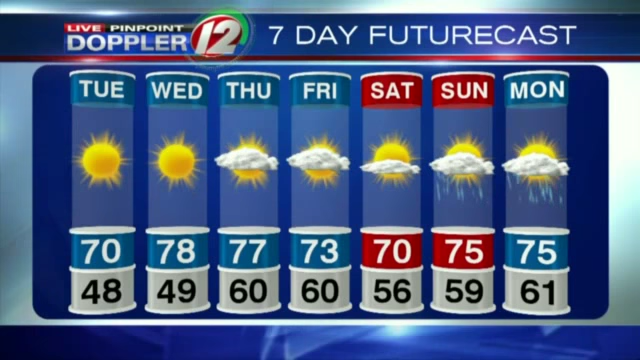 LIVE PINPOINT
DOPPLER 12
7 DAY FUTURECAST
TUE WED THU FRI SAT SUN MON
70 78 77 73 70 75 75
48 49 60 60 56 59 61